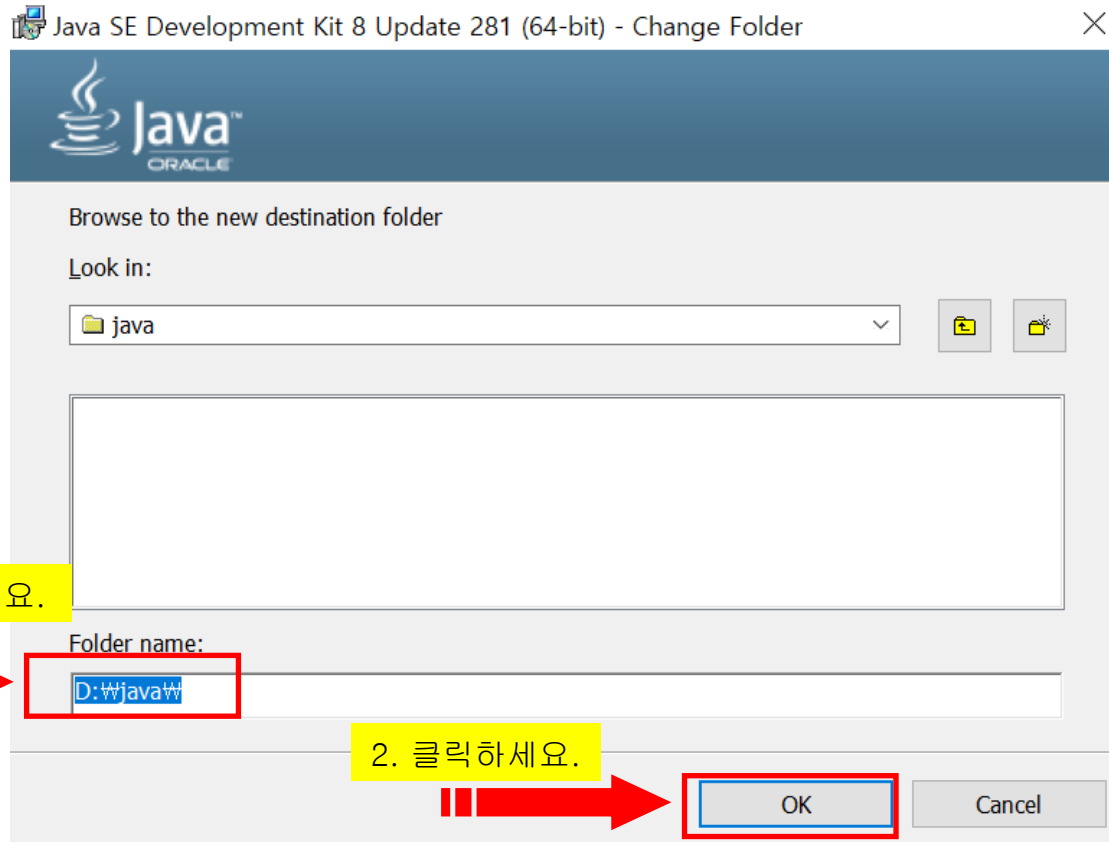 Java SE Development Kit 8 Update 281 (64-bit) - Change Folder
Java™
ORACLE
Browse to the new destination folder
Look in:
java
요.
Folder name:
D:₩java₩
2. 클릭하세요.
OK
Cancel